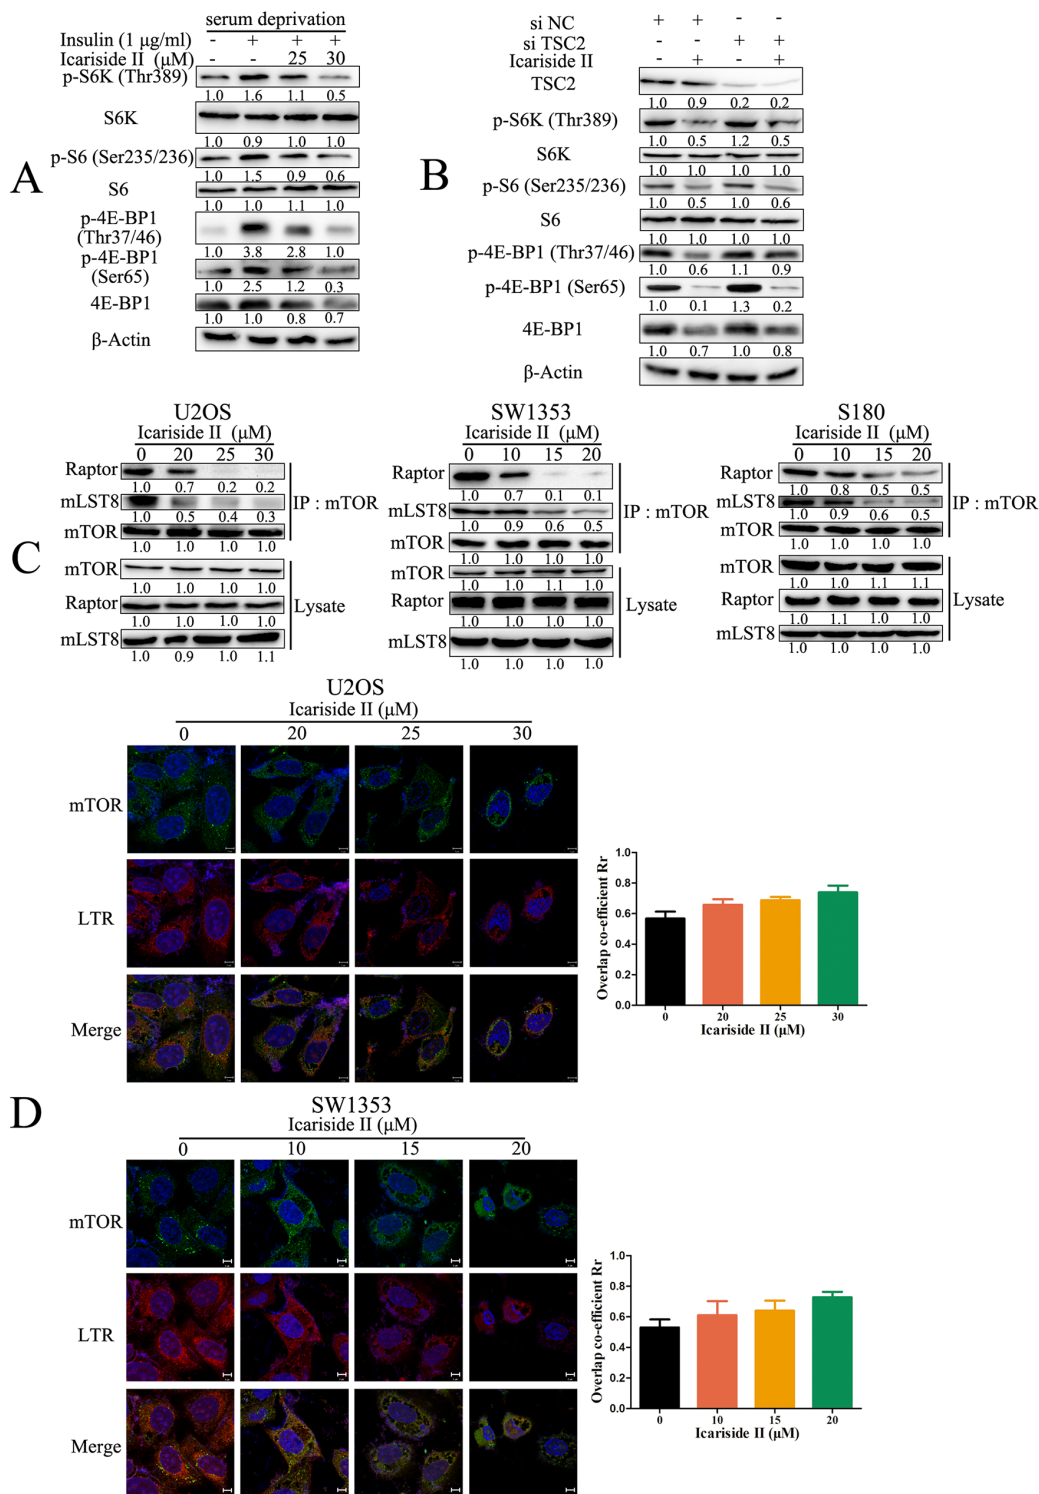 A
serum deprivation
Insulin (1 μg/ml) - + + +
Icariside II (μM) - - 25 30
p-S6K (Thr389)
1.0 1.6 1.1 0.5
S6K
1.0 0.9 1.0 1.0
p-S6 (Ser235/236)
1.0 1.5 0.9 0.6
S6
1.0 1.0 1.1 1.0
p-4E-BP1
(Thr37/46)
1.0 3.8 2.8 1.0
p-4E-BP1
(Ser65)
1.0 2.5 1.2 0.3
4E-BP1
1.0 1.0 0.8 0.7
β-Actin
B
si NC + + - -
si TSC2 - - + +
Icariside II - + - +
TSC2
1.0 0.9 0.2 0.2
p-S6K (Thr389)
1.0 0.5 1.2 0.5
S6K
1.0 1.0 1.0 1.0
p-S6 (Ser235/236)
1.0 0.5 1.0 0.6
S6
1.0 1.0 1.0 1.0
p-4E-BP1 (Thr37/46)
1.0 0.6 1.1 0.9
p-4E-BP1 (Ser65)
1.0 0.1 1.3 0.2
4E-BP1
1.0 0.7 1.0 0.8
β-Actin
C
U2OS
Icariside II (μM)
0 20 25 30
Raptor
1.0 0.7 0.2 0.2
mLST8
1.0 0.5 0.4 0.3
mTOR
1.0 1.0 1.0 1.0
IP : mTOR
mTOR
1.0 1.0 1.0 1.0
Raptor
1.0 1.0 1.0 1.0
mLST8
1.0 0.9 1.0 1.1
Lysate
SW1353
Icariside II (μM)
0 10 15 20
Raptor
1.0 0.7 0.1 0.1
mLST8
1.0 0.9 0.6 0.5
mTOR
1.0 1.0 1.0 1.0
IP : mTOR
mTOR
1.0 1.0 1.1 1.0
Raptor
1.0 1.0 1.0 1.0
mLST8
1.0 1.0 1.0 1.0
Lysate
S180
Icariside II (μM)
0 10 15 20
Raptor
1.0 0.8 0.5 0.5
mLST8
1.0 0.9 0.6 0.5
mTOR
1.0 1.0 1.0 1.0
IP : mTOR
mTOR
1.0 1.0 1.1 1.1
Raptor
1.0 1.1 1.0 1.0
mLST8
1.0 1.0 1.0 1.0
Lysate
D
U2OS
Icariside II (μM)
0 20 25 30
mTOR
LTR
Merge
Overlap co-efficient Rr
1.0
0.8
0.6
0.4
0.2
0.0
0 20 25 30
Icariside II (μM)
SW1353
Icariside II (μM)
0 10 15 20
mTOR
LTR
Merge
Overlap co-efficient Rr
1.0
0.8
0.6
0.4
0.2
0.0
0 10 15 20
Icariside II (μM)